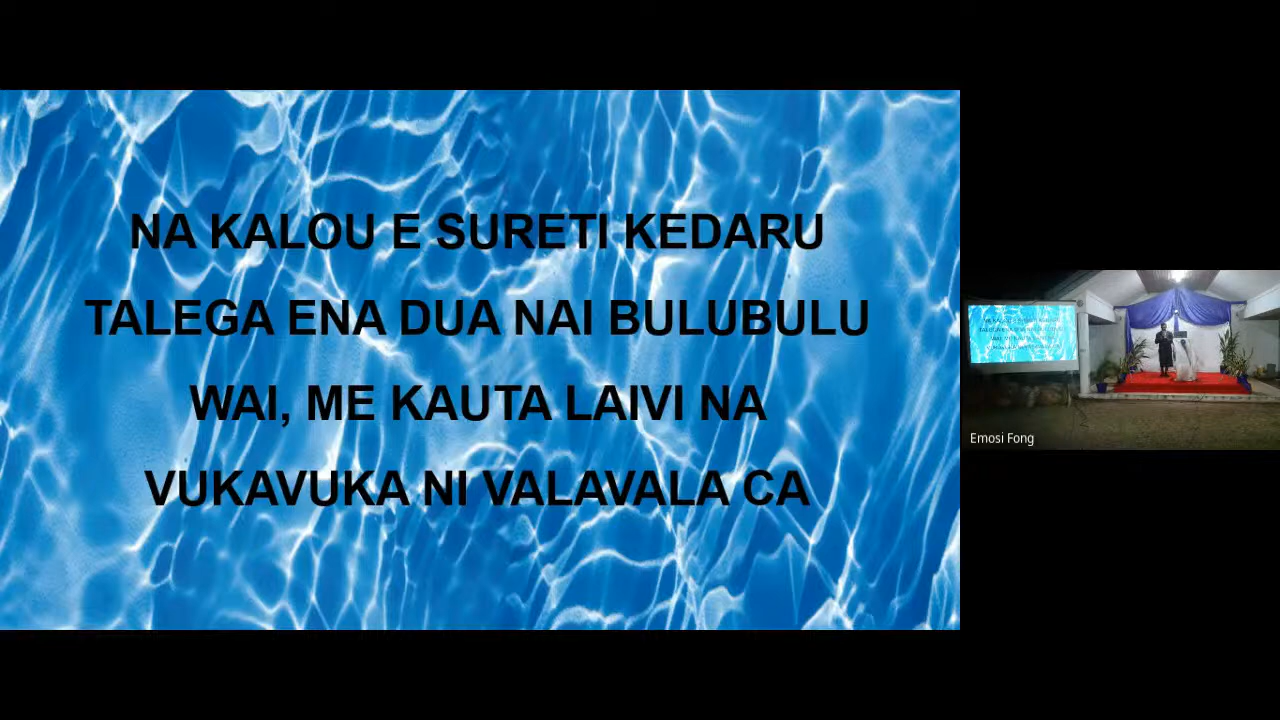 NA KALOU E SURETI KEDARU
TALEGA ENA DUA NAI BULUBULU
WAI, ME KAUTA LAIVI NA
VUKAVUKA NI VALAVALA CA
Emosi Fong